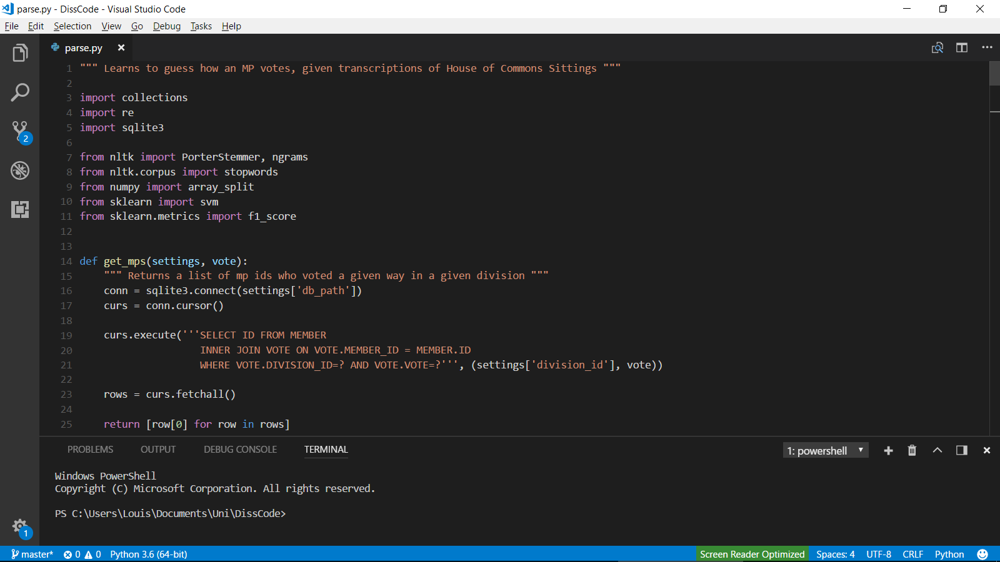 parse.py - DissCode - Visual Studio Code
File Edit Selection View Go Debug Tasks Help
parse.py
1 """ Learns to guess how an MP votes, given transcriptions of House of Commons Sittings """
2
3 import collections
4 import re
5 import sqlite3
6
7 from nltk import PorterStemmer, ngrams
8 from nltk.corpus import stopwords
9 from numpy import array_split
10 from sklearn import svm
11 from sklearn.metrics import f1_score
12
13
14 def get_mps(settings, vote):
15     """ Returns a list of mp ids who voted a given way in a given division """
16     conn = sqlite3.connect(settings['db_path'])
17     curs = conn.cursor()
18
19     curs.execute('''SELECT ID FROM MEMBER
20                     INNER JOIN VOTE ON VOTE.MEMBER_ID = MEMBER.ID
21                     WHERE VOTE.DIVISION_ID=? AND VOTE.VOTE=?''', (settings['division_id'], vote))
22
23     rows = curs.fetchall()
24
25     return [row[0] for row in rows]
2
1
PROBLEMS OUTPUT DEBUG CONSOLE TERMINAL 1: powershell
Windows PowerShell
Copyright (C) Microsoft Corporation. All rights reserved.
PS C:\Users\Louis\Documents\Uni\DissCode>
master* 0 0 Python 3.6 (64-bit) Screen Reader Optimized Spaces: 4 UTF-8 CRLF Python